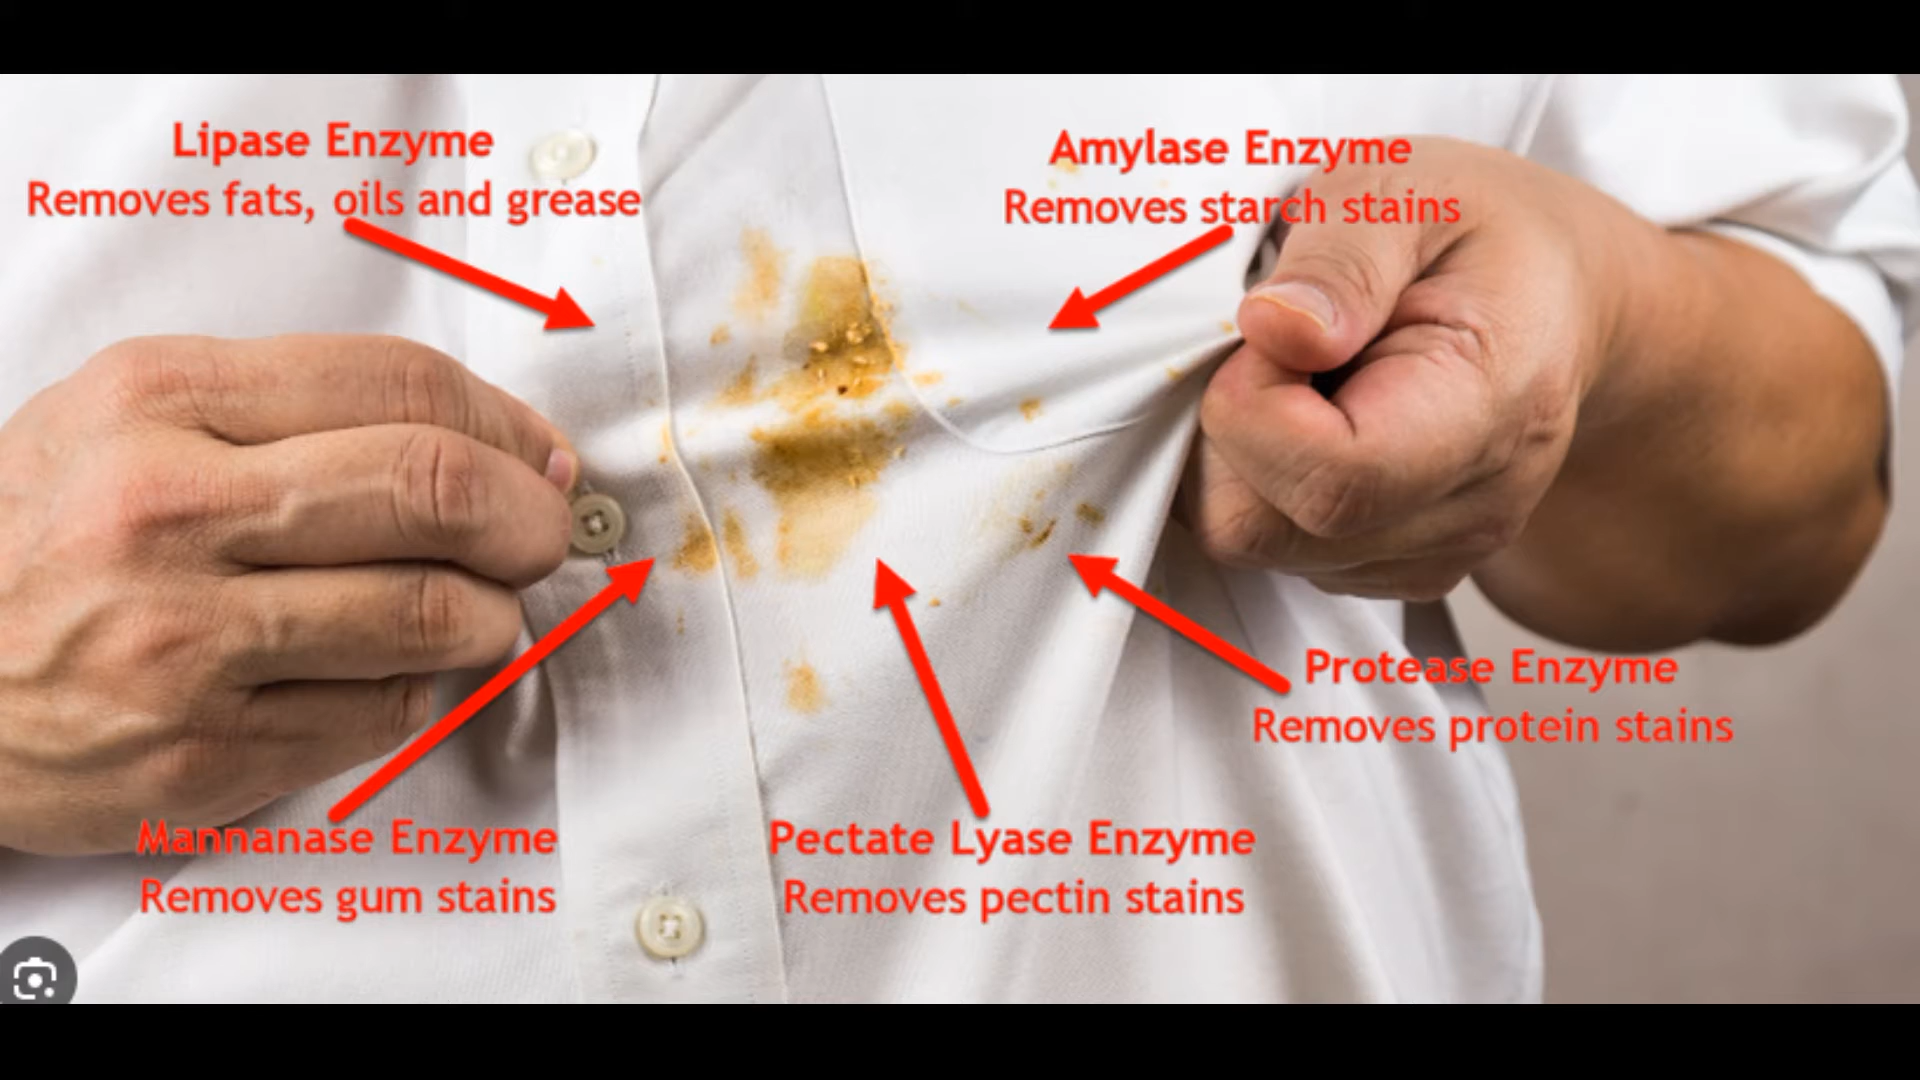 Lipase Enzyme
Removes fats, oils and grease
Amylase Enzyme
Removes starch stains
Protease Enzyme
Removes protein stains
Mannanase Enzyme
Removes gum stains
Pectate Lyase Enzyme
Removes pectin stains